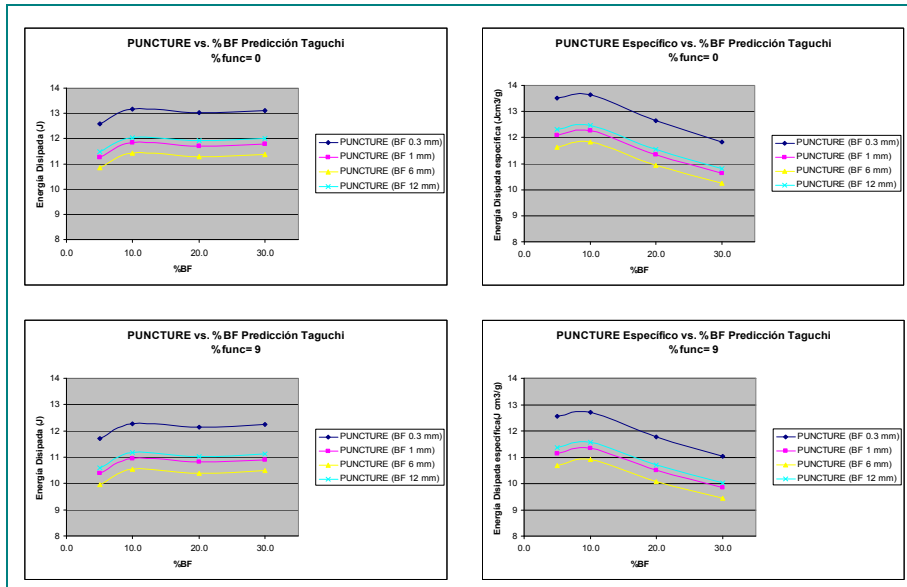 PUNCTURE vs. %BF Predicción Taguchi
%func= 0
Energía Disipada (J)
14
13
12
11
10
9
8
0.0 10.0 20.0 30.0
%BF
PUNCTURE (BF 0.3 mm)
PUNCTURE (BF 1 mm)
PUNCTURE (BF 6 mm)
PUNCTURE (BF 12 mm)
PUNCTURE Específico vs. %BF Predicción Taguchi
%func= 0
Energía Disipada especifica (Jcm3/g)
14
13
12
11
10
9
8
0.0 10.0 20.0 30.0
%BF
PUNCTURE (BF 0.3 mm)
PUNCTURE (BF 1 mm)
PUNCTURE (BF 6 mm)
PUNCTURE (BF 12 mm)
PUNCTURE vs. %BF Predicción Taguchi
%func= 9
Energía Disipada (J)
14
13
12
11
10
9
8
0.0 10.0 20.0 30.0
%BF
PUNCTURE (BF 0.3 mm)
PUNCTURE (BF 1 mm)
PUNCTURE (BF 6 mm)
PUNCTURE (BF 12 mm)
PUNCTURE Específico vs. %BF Predicción Taguchi
%func= 9
Energía Disipada especifica(J cm3/g)
14
13
12
11
10
9
8
0.0 10.0 20.0 30.0
%BF
PUNCTURE (BF 0.3 mm)
PUNCTURE (BF 1 mm)
PUNCTURE (BF 6 mm)
PUNCTURE (BF 12 mm)